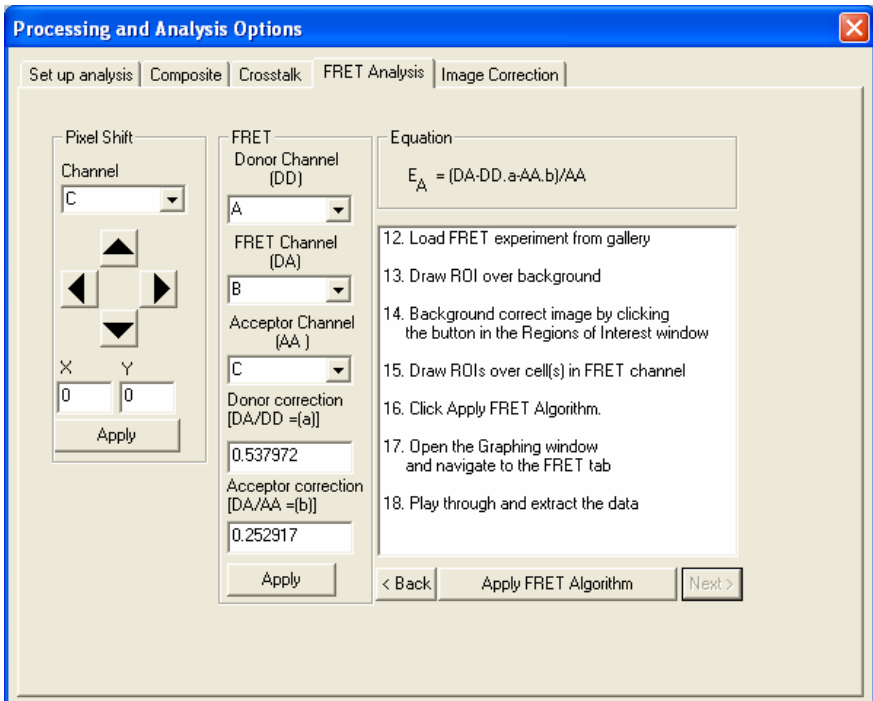 Processing and Analysis Options
Set up analysis
Composite
Crosstalk
FRET Analysis
Image Correction
Pixel Shift
Channel
C
X
Y
0
0
Apply
FRET
Donor Channel
(DD)
A
FRET Channel
(DA)
B
Acceptor Channel
(AA )
C
Donor correction
[DA/DD =(a)]
0.537972
Acceptor correction
[DA/AA =(b)]
0.252917
Apply
Equation
EA = (DA-DD.a-AA.b)/AA
12. Load FRET experiment from gallery
13. Draw ROI over background
14. Background correct image by clicking
the button in the Regions of Interest window
15. Draw ROIs over cell(s) in FRET channel
16. Click Apply FRET Algorithm.
17. Open the Graphing window
and navigate to the FRET tab
18. Play through and extract the data
< Back
Apply FRET Algorithm
Next >